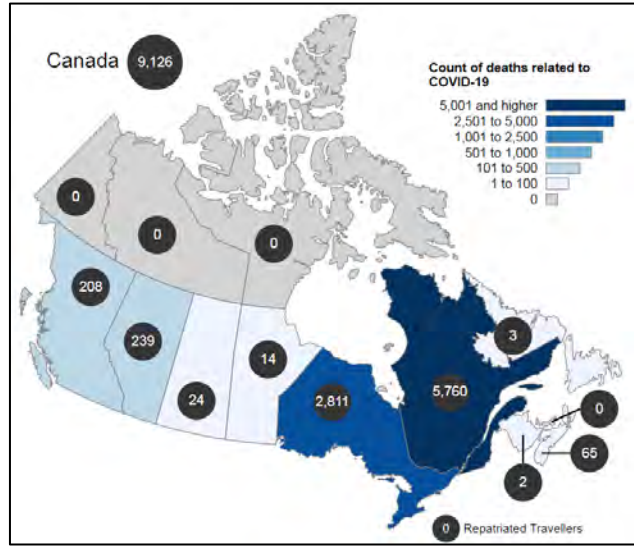 Canada 9,126
Count of deaths related to
COVID-19
5,001 and higher
2,501 to 5,000
1,001 to 2,500
501 to 1,000
101 to 500
1 to 100
0
0
0
0
208
239
24
14
2,811
5,760
3
0
65
2
0 Repatriated Travellers